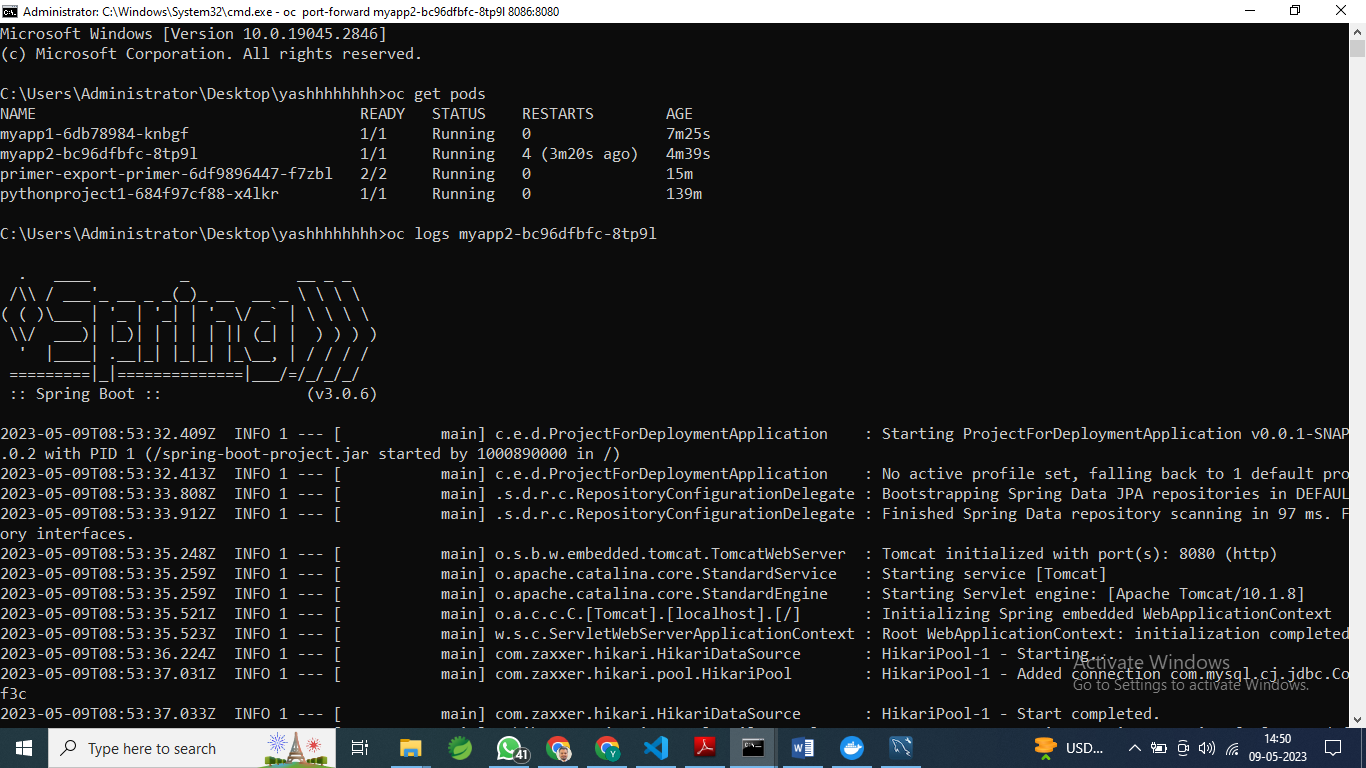 Administrator: C:\Windows\System32\cmd.exe - oc  port-forward myapp2-bc96dfbfc-8tp9l 8086:8080
Microsoft Windows [Version 10.0.19045.2846]
(c) Microsoft Corporation. All rights reserved.
C:\Users\Administrator\Desktop\yashhhhhhhh>oc get pods
NAME                                    READY   STATUS    RESTARTS        AGE
myapp1-6db78984-knbgf                   1/1     Running   0               7m25s
myapp2-bc96dfbfc-8tp9l                  1/1     Running   4 (3m20s ago)   4m39s
primer-export-primer-6df9896447-f7zbl   2/2     Running   0               15m
pythonproject1-684f97cf88-x4lkr         1/1     Running   0               139m
C:\Users\Administrator\Desktop\yashhhhhhhh>oc logs myapp2-bc96dfbfc-8tp9l
  .   ____          _            __ _ _
 /\\ / ___'_ __ _ _(_)_ __  __ _ \ \ \ \
( ( )\___ | '_ | '_| | '_ \/ _` | \ \ \ \
 \\/  ___)| |_)| | | | | || (_| |  ) ) ) )
  '  |____| .__|_| |_|_| |_\__, | / / / /
 =========|_|==============|___/=/_/_/_/
 :: Spring Boot ::                (v3.0.6)
2023-05-09T08:53:32.409Z  INFO 1 --- [           main] c.e.d.ProjectForDeploymentApplication    : Starting ProjectForDeploymentApplication v0.0.1-SNAP
.0.2 with PID 1 (/spring-boot-project.jar started by 1000890000 in /)
2023-05-09T08:53:32.413Z  INFO 1 --- [           main] c.e.d.ProjectForDeploymentApplication    : No active profile set, falling back to 1 default pro
2023-05-09T08:53:33.808Z  INFO 1 --- [           main] .s.d.r.c.RepositoryConfigurationDelegate : Bootstrapping Spring Data JPA repositories in DEFAUL
2023-05-09T08:53:33.912Z  INFO 1 --- [           main] .s.d.r.c.RepositoryConfigurationDelegate : Finished Spring Data repository scanning in 97 ms. F
ory interfaces.
2023-05-09T08:53:35.248Z  INFO 1 --- [           main] o.s.b.w.embedded.tomcat.TomcatWebServer  : Tomcat initialized with port(s): 8080 (http)
2023-05-09T08:53:35.259Z  INFO 1 --- [           main] o.apache.catalina.core.StandardService   : Starting service [Tomcat]
2023-05-09T08:53:35.259Z  INFO 1 --- [           main] o.apache.catalina.core.StandardEngine    : Starting Servlet engine: [Apache Tomcat/10.1.8]
2023-05-09T08:53:35.521Z  INFO 1 --- [           main] o.a.c.c.C.[Tomcat].[localhost].[/]       : Initializing Spring embedded WebApplicationContext
2023-05-09T08:53:35.523Z  INFO 1 --- [           main] w.s.c.ServletWebServerApplicationContext : Root WebApplicationContext: initialization completed
2023-05-09T08:53:36.224Z  INFO 1 --- [           main] com.zaxxer.hikari.HikariDataSource       : HikariPool-1 - Starting...
2023-05-09T08:53:37.031Z  INFO 1 --- [           main] com.zaxxer.hikari.pool.HikariPool        : HikariPool-1 - Added connection com.mysql.cj.jdbc.Co
f3c
2023-05-09T08:53:37.033Z  INFO 1 --- [           main] com.zaxxer.hikari.HikariDataSource       : HikariPool-1 - Start completed.
Activate Windows
Go to Settings to activate Windows.
Type here to search
41
USD...
14:50
09-05-2023